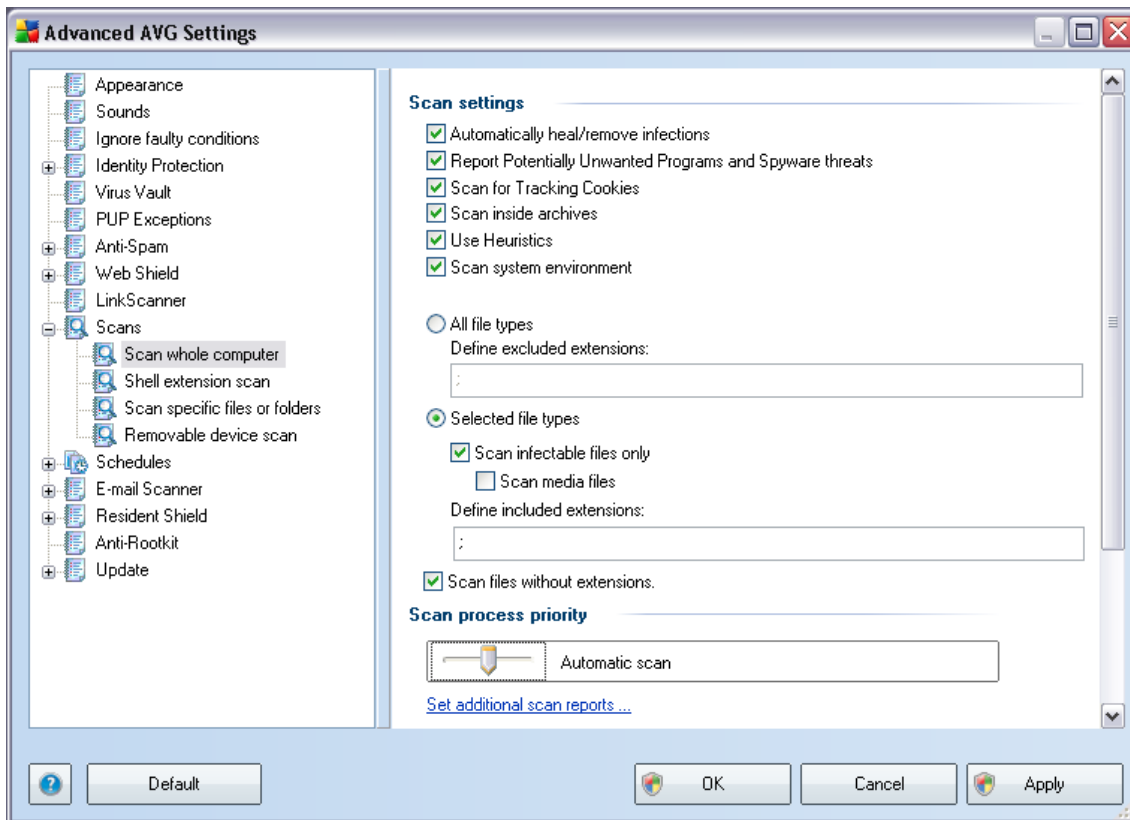 Advanced AVG Settings
Appearance
Sounds
Ignore faulty conditions
Identity Protection
Virus Vault
PUP Exceptions
Anti-Spam
Web Shield
LinkScanner
Scans
Scan whole computer
Shell extension scan
Scan specific files or folders
Removable device scan
Schedules
E-mail Scanner
Resident Shield
Anti-Rootkit
Update
Scan settings
Automatically heal/remove infections
Report Potentially Unwanted Programs and Spyware threats
Scan for Tracking Cookies
Scan inside archives
Use Heuristics
Scan system environment
All file types
Define excluded extensions:
;
Selected file types
Scan infectable files only
Scan media files
Define included extensions:
;
Scan files without extensions.
Scan process priority
Automatic scan
Set additional scan reports ...
?
Default
OK
Cancel
Apply